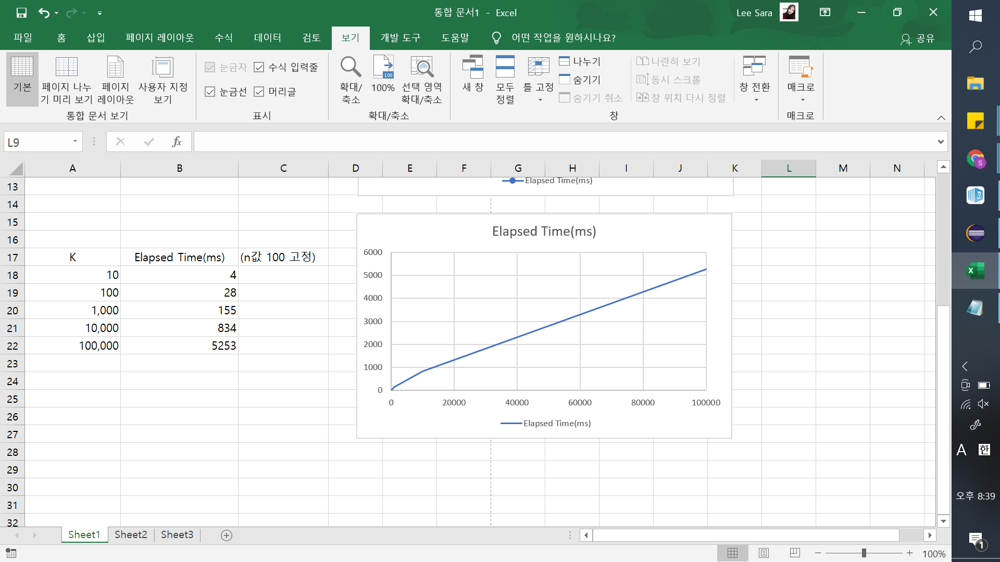 통합 문서1 - Excel
Lee Sara
파일 홈 삽입 페이지 레이아웃 수식 데이터 검토 보기 개발 도구 도움말 어떤 작업을 원하시나요? 공유
기본
페이지 나누
기 미리 보기
페이지
레이아웃
사용자 지정
보기
통합 문서 보기
눈금자
수식 입력줄
눈금선
머리글
표시
확대/
축소
100
100%
선택 영역
확대/축소
확대/축소
새 창
모두
정렬
틀 고정
나누기
숨기기
숨기기 취소
나란히 보기
동시 스크롤
창 위치 다시 정렬
창 전환
창
매크로
매크로
L9
fx
A B C D E F G H I J K L M N
13
Elapsed Time(ms)
14
15
16
17 K Elapsed Time(ms) (n값 100 고정)
18 10 4
19 100 28
20 1,000 155
21 10,000 834
22 100,000 5253
23
24
25
26
27
28
29
30
31
32
Elapsed Time(ms)
6000
5000
4000
3000
2000
1000
0
0 20000 40000 60000 80000 100000
Elapsed Time(ms)
Sheet1 Sheet2 Sheet3
100%
S
X
A 한
오후 8:39
1